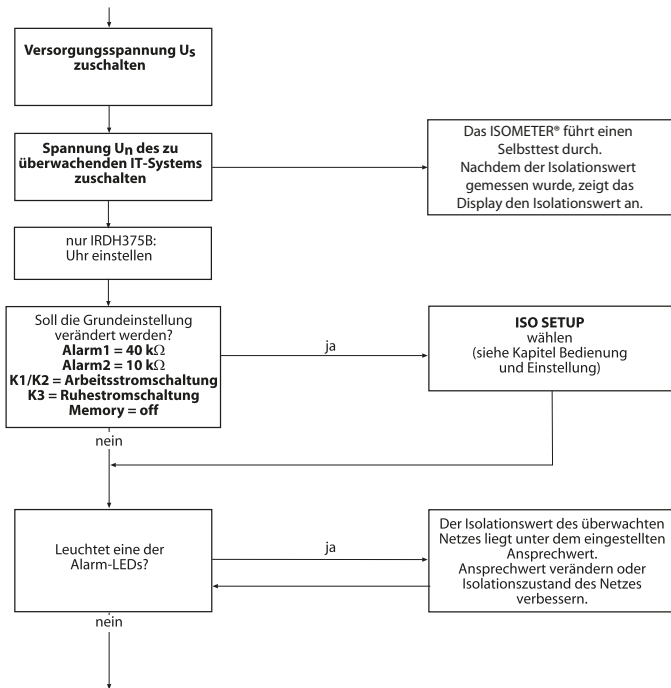 Versorgungsspannung Us
zuschalten
Spannung Un des zu
überwachenden IT-Systems
zuschalten
Das ISOMETER® führt einen
Selbsttest durch.
Nachdem der Isolationswert
gemessen wurde, zeigt das
Display den Isolationswert an.
nur IRDH375B:
Uhr einstellen
Soll die Grundeinstellung
verändert werden?
Alarm1 = 40 kΩ
Alarm2 = 10 kΩ
K1/K2 = Arbeitsstromschaltung
K3 = Ruhestromschaltung
Memory = off
ja
ISO SETUP
wählen
(siehe Kapitel Bedienung
und Einstellung)
nein
Leuchtet eine der
Alarm-LEDs?
ja
Der Isolationswert des überwachten
Netzes liegt unter dem eingestellten
Ansprechwert.
Ansprechwert verändern oder
Isolationszustand des Netzes
verbessern.
nein